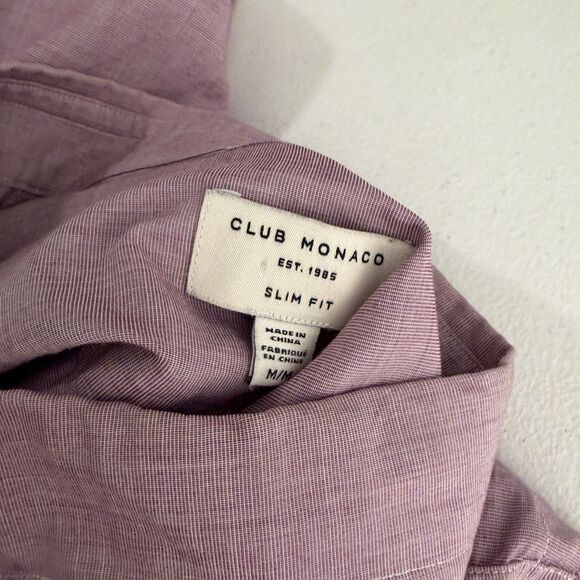 CLUB MONACO
EST. 1985
SLIM FIT
MADE IN
CHINA
FABRIQUÉ
EN CHINE
M/M